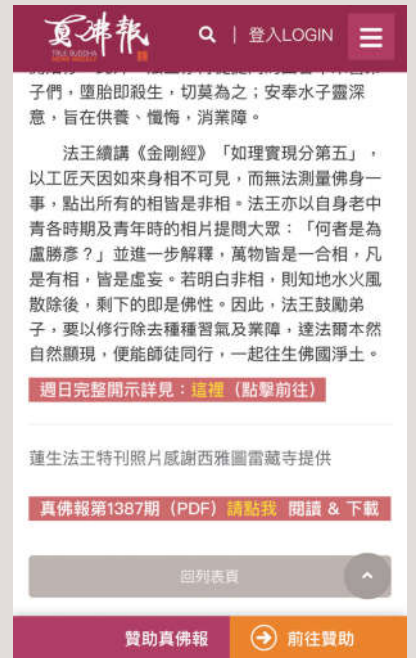 真佛報
TRUE BUDDHA
NEWS WEEKLY
登入LOGIN
子們，墮胎即殺生，切莫為之；安奉水子靈深
意，旨在供養、懺悔，消業障。
法王續講《金剛經》「如理實現分第五」，
以工匠天因如來身相不可見，而無法測量佛身一
事，點出所有的相皆是非相。法王亦以自身老中
青各時期及青年時的相片提問大眾：「何者是為
盧勝彥？」並進一步解釋，萬物皆是一合相，凡
是有相，皆是虛妄。若明白非相，則知地水火風
散除後，剩下的即是佛性。因此，法王鼓勵弟
子，要以修行除去種種習氣及業障，達法爾本然
自然顯現，便能師徒同行，一起往生佛國淨土。
週日完整開示詳見：這裡（點擊前往）
蓮生法王特刊照片感謝西雅圖雷藏寺提供
真佛報第1387期（PDF）請點我 閱讀 & 下載
回列表頁
贊助真佛報
前往贊助